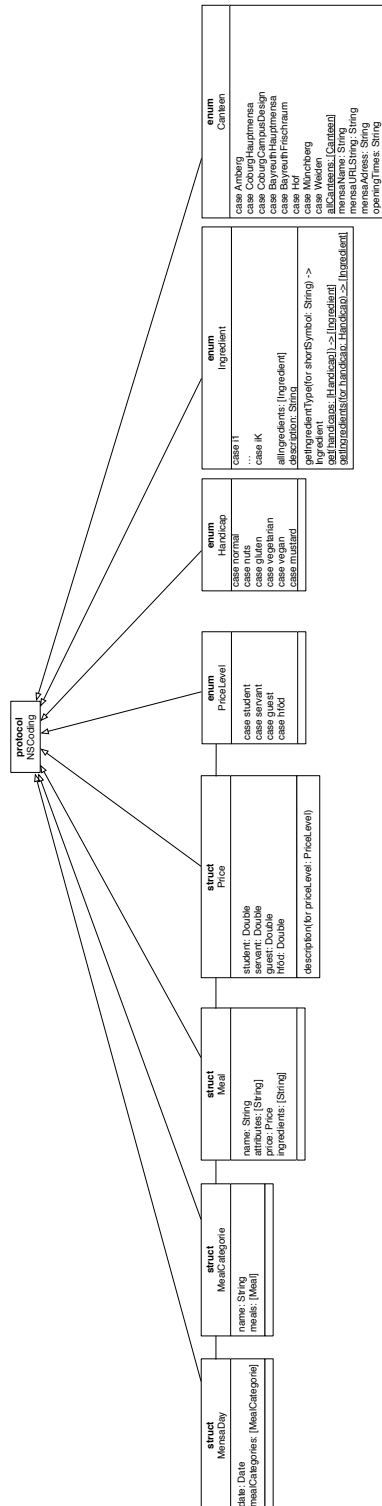 protocol
NSCoding
struct
MensaDay
date: Date
mealCategories: [MealCategorie]
struct
MealCategorie
name: String
meals: [Meal]
struct
Meal
name: String
attributes: [String]
price: Price
ingredients: [String]
struct
Price
student: Double
servant: Double
guest: Double
hföd: Double
description(for priceLevel: PriceLevel)
enum
PriceLevel
case student
case servant
case guest
case hföd
enum
Handicap
case normal
case nuts
case gluten
case vegetarian
case vegan
case mustard
enum
Ingredient
case i1
...
case iK
allIngredients: [Ingredient]
description: String
getIngredientType(for shortSymbol: String) ->
Ingredient
get(handicaps: [Handicap]) -> [Ingredient]
getIngredients(for handicap: Handicap) -> [Ingredient]
enum
Canteen
case Amberg
case CoburgHauptmensa
case CoburgCampusDesign
case BayreuthHauptmensa
case BayreuthFrischraum
case Hof
case Münchberg
case Weiden
allCanteens: [Canteen]
mensaName: String
mensaURLString: String
mensaAdress: String
openingTimes: String